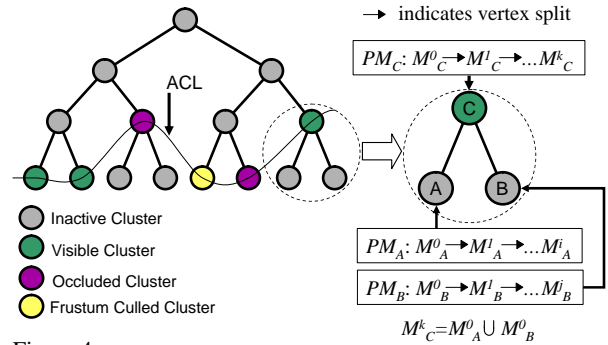 → indicates vertex split
PM_C: M^0_C→M^1_C→...M^k_C
ACL
C
A
B
Inactive Cluster
Visible Cluster
Occluded Cluster
Frustum Culled Cluster
PM_A: M^0_A→M^1_A→...M^i_A
PM_B: M^0_B→M^1_B→...M^j_B
M^k_C=M^0_A∪ M^0_B